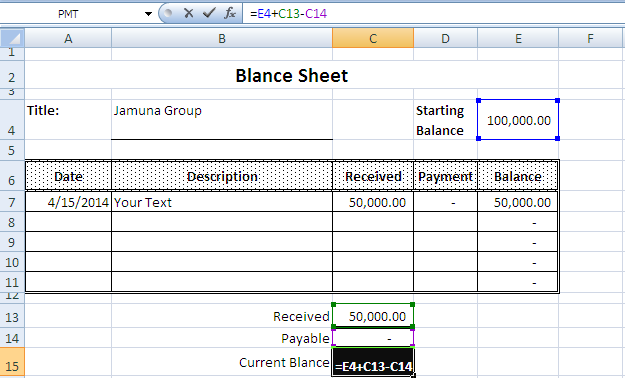 PMT =E4+C13-C14
A B C D E F
1
2 Blance Sheet
3
4 Title: Jamuna Group Starting Balance 100,000.00
5
6 Date Description Received Payment Balance
7 4/15/2014 Your Text 50,000.00 - 50,000.00
8 -
9 -
10 -
11 -
12
13 Received 50,000.00
14 Payable -
15 Current Blance =E4+C13-C14